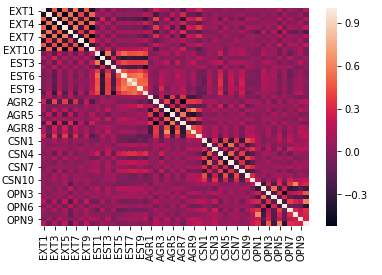 EXT1
EXT4
EXT7
EXT10
EST3
EST6
EST9
AGR2
AGR5
AGR8
CSN1
CSN4
CSN7
CSN10
OPN3
OPN6
OPN9
EXT1 EXT3 EXT5 EXT7 EXT9 EST1 EST3 EST5 EST7 EST9 AGR1 AGR3 AGR5 AGR7 AGR9 CSN1 CSN3 CSN5 CSN7 CSN9 OPN1 OPN3 OPN5 OPN7 OPN9
0.9
0.6
0.3
0.0
−0.3